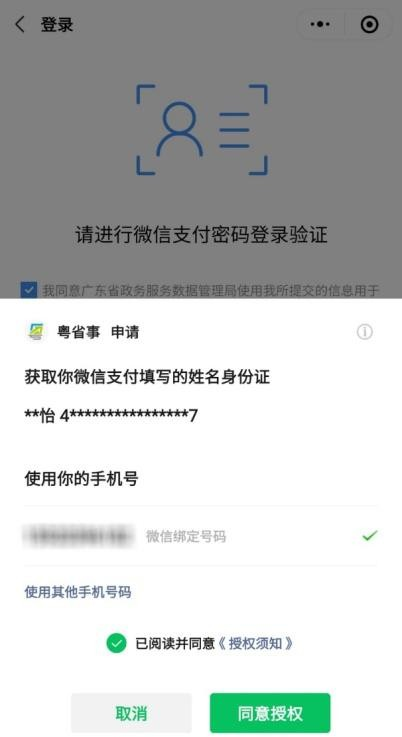 登录
请进行微信支付密码登录验证
我同意广东省政务服务数据管理局使用我所提交的信息用于
粤省事 申请
获取你微信支付填写的姓名身份证
**怡 4****************7
使用你的手机号
微信绑定号码
使用其他手机号码
已阅读并同意《授权须知》
取消 同意授权